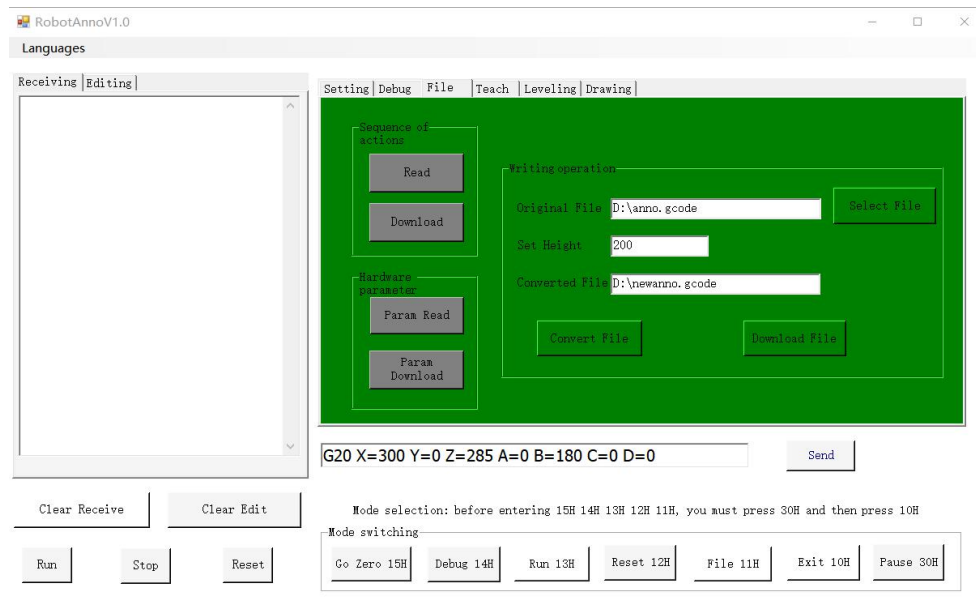 RobotAnnoV1.0
Languages
Receiving Editing
Setting Debug File Teach Leveling Drawing
Sequence of
actions
Read
Download
Hardware
parameter
Param Read
Param
Download
Writing operation
Original File D:\anno.gcode Select File
Set Height 200
Converted File D:\newanno.gcode
Convert File Download File
G20 X=300 Y=0 Z=285 A=0 B=180 C=0 D=0 Send
Clear Receive Clear Edit
Run Stop Reset
Mode selection: before entering 15H 14H 13H 12H 11H, you must press 30H and then press 10H
Mode switching
Go Zero 15H Debug 14H Run 13H Reset 12H File 11H Exit 10H Pause 30H